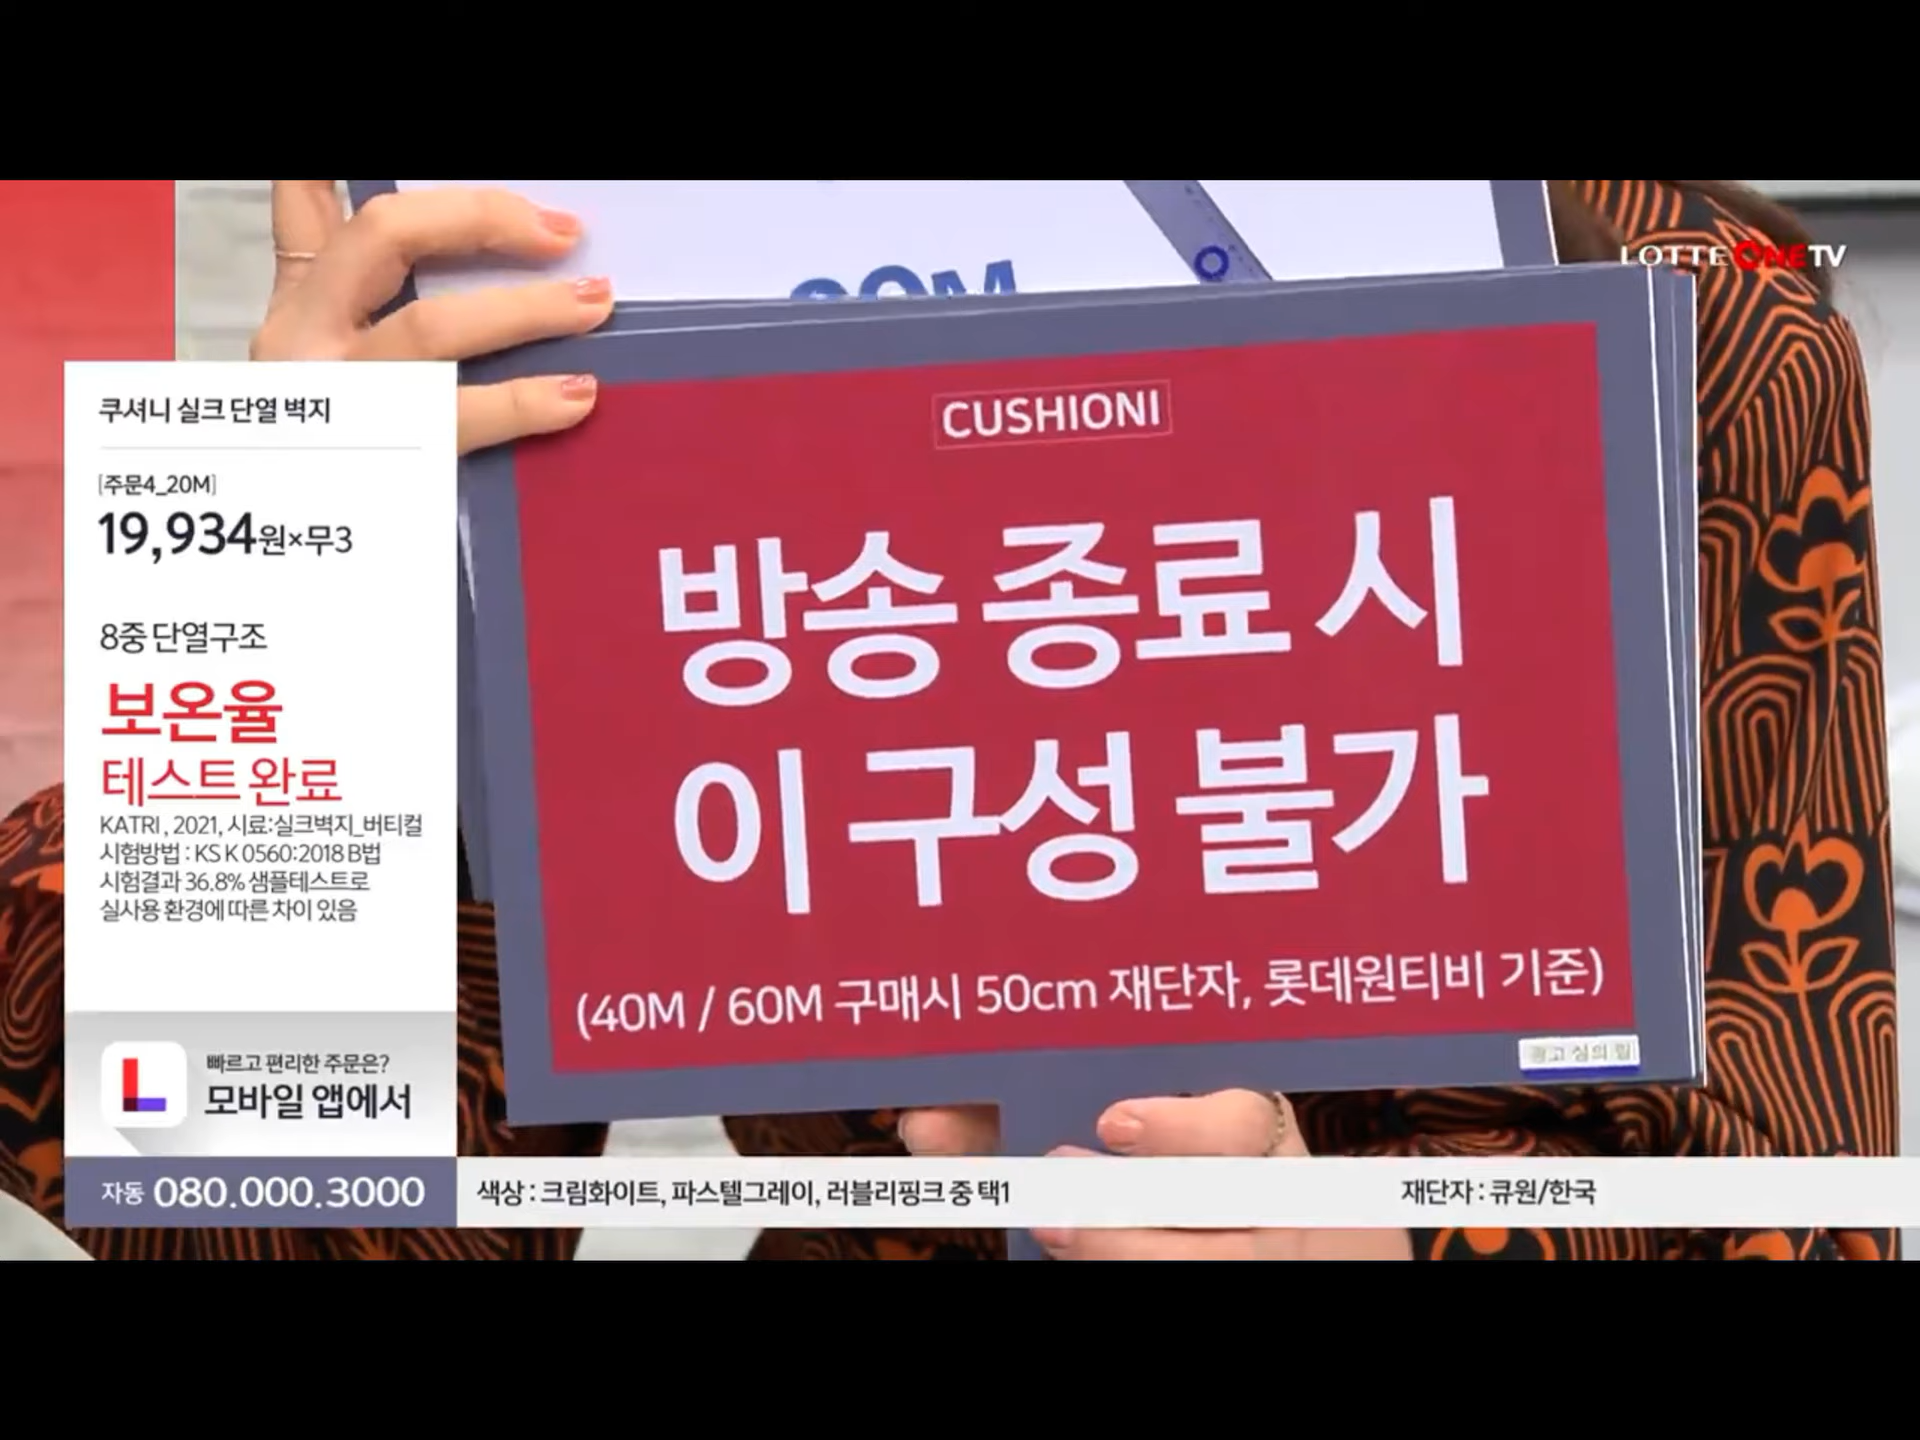 LOTTE ONE TV
CUSHIONI
방송 종료 시
이 구성 불가
(40M / 60M 구매시 50cm 재단자, 롯데원티비 기준)
쿠셔니 실크 단열 벽지
[주문4_20M]
19,934원×무3
8중 단열구조
보온율
테스트 완료
KATRI, 2021, 시료:실크벽지_버티컬
시험방법 : KS K 0560:2018 B법
시험결과 36.8% 샘플테스트로
실사용 환경에 따른 차이 있음
빠르고 편리한 주문은?
모바일 앱에서
자동 080.000.3000
색상 : 크림화이트, 파스텔그레이, 러블리핑크 중 택1
재단자 : 큐원/한국